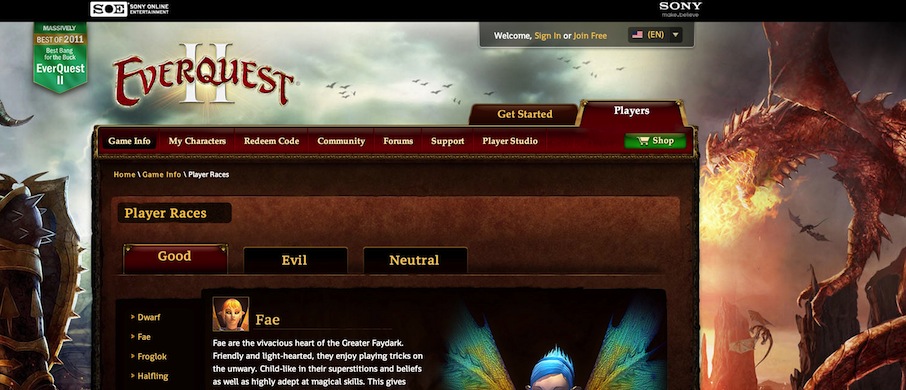 SOE SONY ONLINE ENTERTAINMENT
SONY
make.believe
MASSIVELY
BEST OF 2011
Best Bang
for the Buck
EverQuest
II
EVERQUEST II
Welcome, Sign In or Join Free
(EN)
Get Started
Players
Game Info
My Characters
Redeem Code
Community
Forums
Support
Player Studio
Shop
Home \ Game Info \ Player Races
Player Races
Good
Evil
Neutral
Dwarf
Fae
Froglok
Halfling
Fae
Fae are the vivacious heart of the Greater Faydark.
Friendly and light-hearted, they enjoy playing tricks on
the unwary. Child-like in their superstitions and beliefs
as well as highly adept at magical skills. This gives